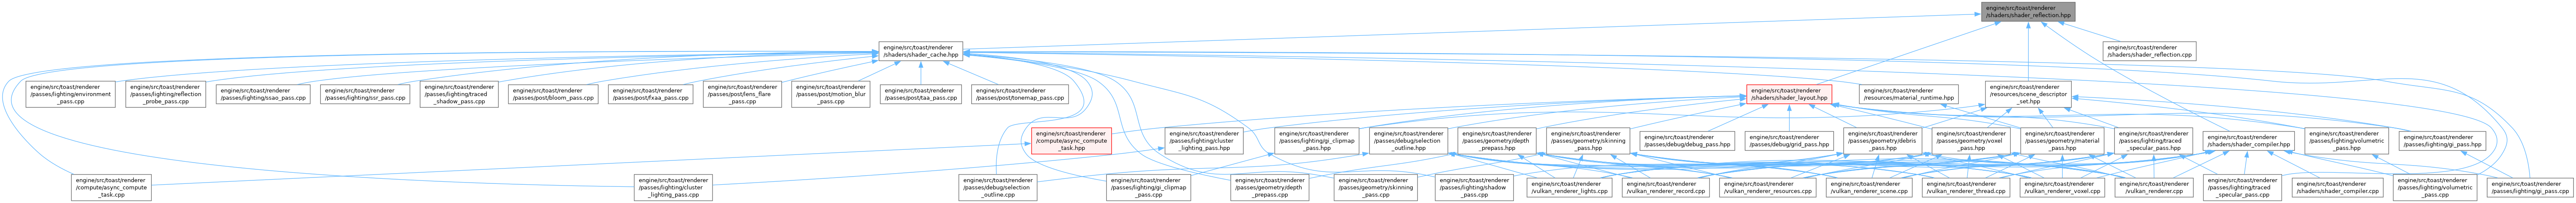 engine/src/toast/renderer
/shaders/shader_reflection.hpp
engine/src/toast/renderer
/shaders/shader_cache.hpp
engine/src/toast/renderer
/shaders/shader_reflection.cpp
engine/src/toast/renderer
/passes/lighting/environment
_pass.cpp
engine/src/toast/renderer
/passes/lighting/reflection
_probe_pass.cpp
engine/src/toast/renderer
/passes/lighting/ssao_pass.cpp
engine/src/toast/renderer
/passes/lighting/ssr_pass.cpp
engine/src/toast/renderer
/passes/lighting/traced
_shadow_pass.cpp
engine/src/toast/renderer
/passes/post/bloom_pass.cpp
engine/src/toast/renderer
/passes/post/fxaa_pass.cpp
engine/src/toast/renderer
/passes/post/lens_flare
_pass.cpp
engine/src/toast/renderer
/passes/post/motion_blur
_pass.cpp
engine/src/toast/renderer
/passes/post/taa_pass.cpp
engine/src/toast/renderer
/passes/post/tonemap_pass.cpp
engine/src/toast/renderer
/shaders/shader_layout.hpp
engine/src/toast/renderer
/resources/material_runtime.hpp
engine/src/toast/renderer
/resources/scene_descriptor
_set.hpp
engine/src/toast/renderer
/compute/async_compute
_task.hpp
engine/src/toast/renderer
/passes/lighting/cluster
_lighting_pass.hpp
engine/src/toast/renderer
/passes/lighting/gi_clipmap
_pass.hpp
engine/src/toast/renderer
/passes/debug/selection
_outline.hpp
engine/src/toast/renderer
/passes/geometry/depth
_prepass.hpp
engine/src/toast/renderer
/passes/geometry/skinning
_pass.hpp
engine/src/toast/renderer
/passes/debug/debug_pass.hpp
engine/src/toast/renderer
/passes/debug/grid_pass.hpp
engine/src/toast/renderer
/passes/geometry/debris
_pass.hpp
engine/src/toast/renderer
/passes/geometry/voxel
_pass.hpp
engine/src/toast/renderer
/passes/geometry/material
_pass.hpp
engine/src/toast/renderer
/passes/lighting/traced
_specular_pass.hpp
engine/src/toast/renderer
/shaders/shader_compiler.hpp
engine/src/toast/renderer
/passes/lighting/volumetric
_pass.hpp
engine/src/toast/renderer
/passes/lighting/gi_pass.hpp
engine/src/toast/renderer
/compute/async_compute
_task.cpp
engine/src/toast/renderer
/passes/lighting/cluster
_lighting_pass.cpp
engine/src/toast/renderer
/passes/debug/selection
_outline.cpp
engine/src/toast/renderer
/passes/lighting/gi_clipmap
_pass.cpp
engine/src/toast/renderer
/passes/geometry/depth
_prepass.cpp
engine/src/toast/renderer
/passes/geometry/skinning
_pass.cpp
engine/src/toast/renderer
/passes/lighting/shadow
_pass.cpp
engine/src/toast/renderer
/vulkan_renderer_lights.cpp
engine/src/toast/renderer
/vulkan_renderer_record.cpp
engine/src/toast/renderer
/vulkan_renderer_resources.cpp
engine/src/toast/renderer
/vulkan_renderer_scene.cpp
engine/src/toast/renderer
/vulkan_renderer_thread.cpp
engine/src/toast/renderer
/vulkan_renderer_voxel.cpp
engine/src/toast/renderer
/vulkan_renderer.cpp
engine/src/toast/renderer
/passes/lighting/traced
_specular_pass.cpp
engine/src/toast/renderer
/shaders/shader_compiler.cpp
engine/src/toast/renderer
/passes/lighting/volumetric
_pass.cpp
engine/src/toast/renderer
/passes/lighting/gi_pass.cpp